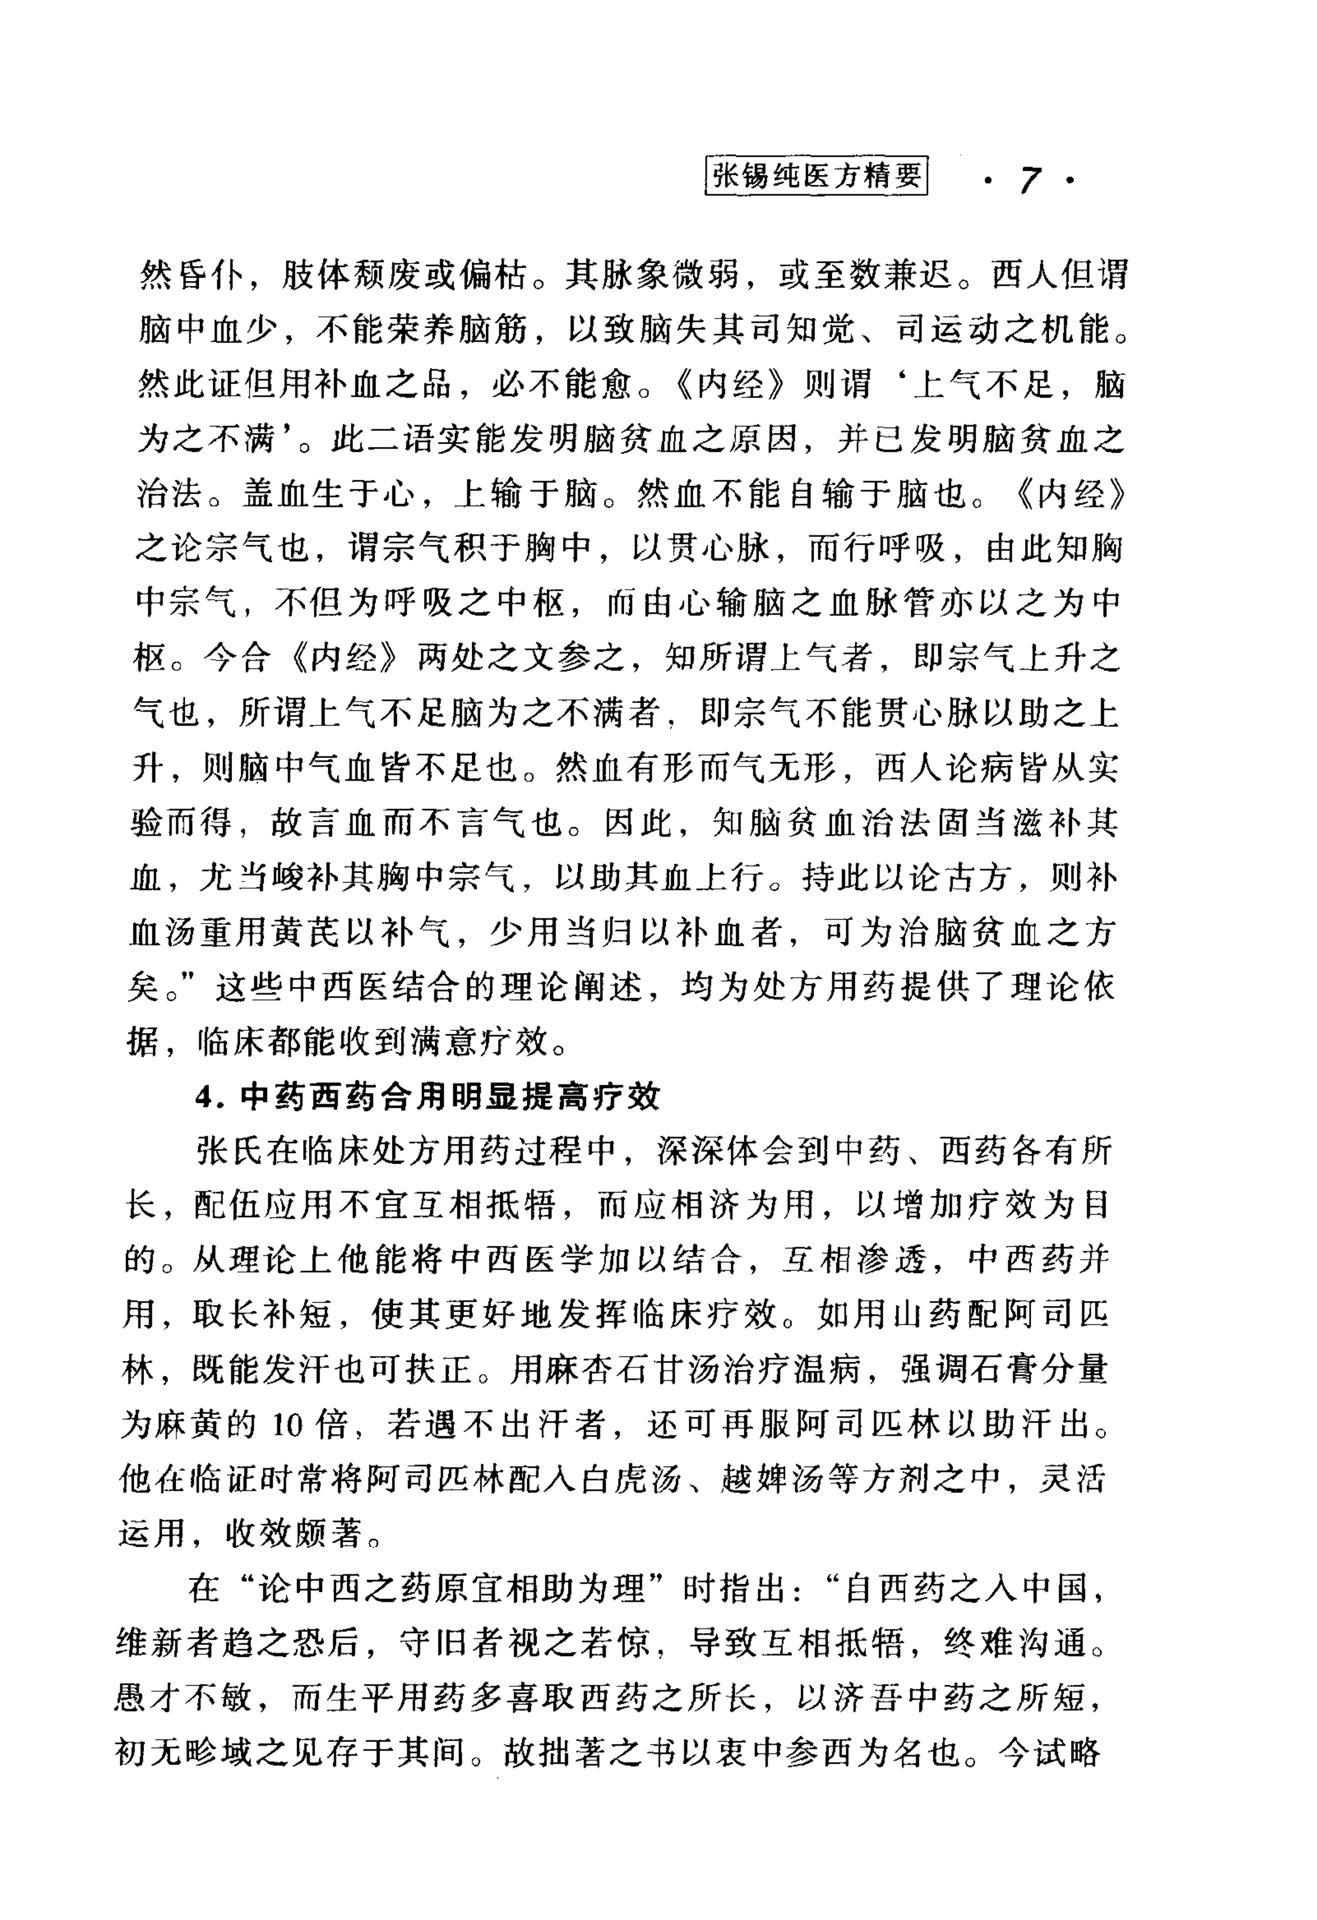 张锡纯医方精要 · 7 ·
然昏仆，肢体颓废或偏枯。其脉象微弱，或至数兼迟。西人但谓
脑中血少，不能荣养脑筋，以致脑失其司知觉、司运动之机能。
然此证但用补血之品，必不能愈。《内经》则谓‘上气不足，脑
为之不满’。此二语实能发明脑贫血之原因，并已发明脑贫血之
治法。盖血生于心，上输于脑。然血不能自输于脑也。《内经》
之论宗气也，谓宗气积于胸中，以贯心脉，而行呼吸，由此知胸
中宗气，不但为呼吸之中枢，而由心输脑之血脉管亦以之为中
枢。今合《内经》两处之文参之，知所谓上气者，即宗气上升之
气也，所谓上气不足脑为之不满者，即宗气不能贯心脉以助之上
升，则脑中气血皆不足也。然血有形而气无形，西人论病皆从实
验而得，故言血而不言气也。因此，知脑贫血治法固当滋补其
血，尤当峻补其胸中宗气，以助其血上行。持此以论古方，则补
血汤重用黄芪以补气，少用当归以补血者，可为治脑贫血之方
矣。”这些中西医结合的理论阐述，均为处方用药提供了理论依
据，临床都能收到满意疗效。
4. 中药西药合用明显提高疗效
张氏在临床处方用药过程中，深深体会到中药、西药各有所
长，配伍应用不宜互相抵牾，而应相济为用，以增加疗效为目
的。从理论上他能将中西医学加以结合，互相渗透，中西药并
用，取长补短，使其更好地发挥临床疗效。如用山药配阿司匹
林，既能发汗也可扶正。用麻杏石甘汤治疗温病，强调石膏分量
为麻黄的 10 倍，若遇不出汗者，还可再服阿司匹林以助汗出。
他在临证时常将阿司匹林配入白虎汤、越婢汤等方剂之中，灵活
运用，收效颇著。
在“论中西之药原宜相助为理”时指出：“自西药之入中国，
维新者趋之恐后，守旧者视之若惊，导致互相抵牾，终难沟通。
愚才不敏，而生平用药多喜取西药之所长，以济吾中药之所短，
初无畛域之见存于其间。故拙著之书以衷中参西为名也。今试略